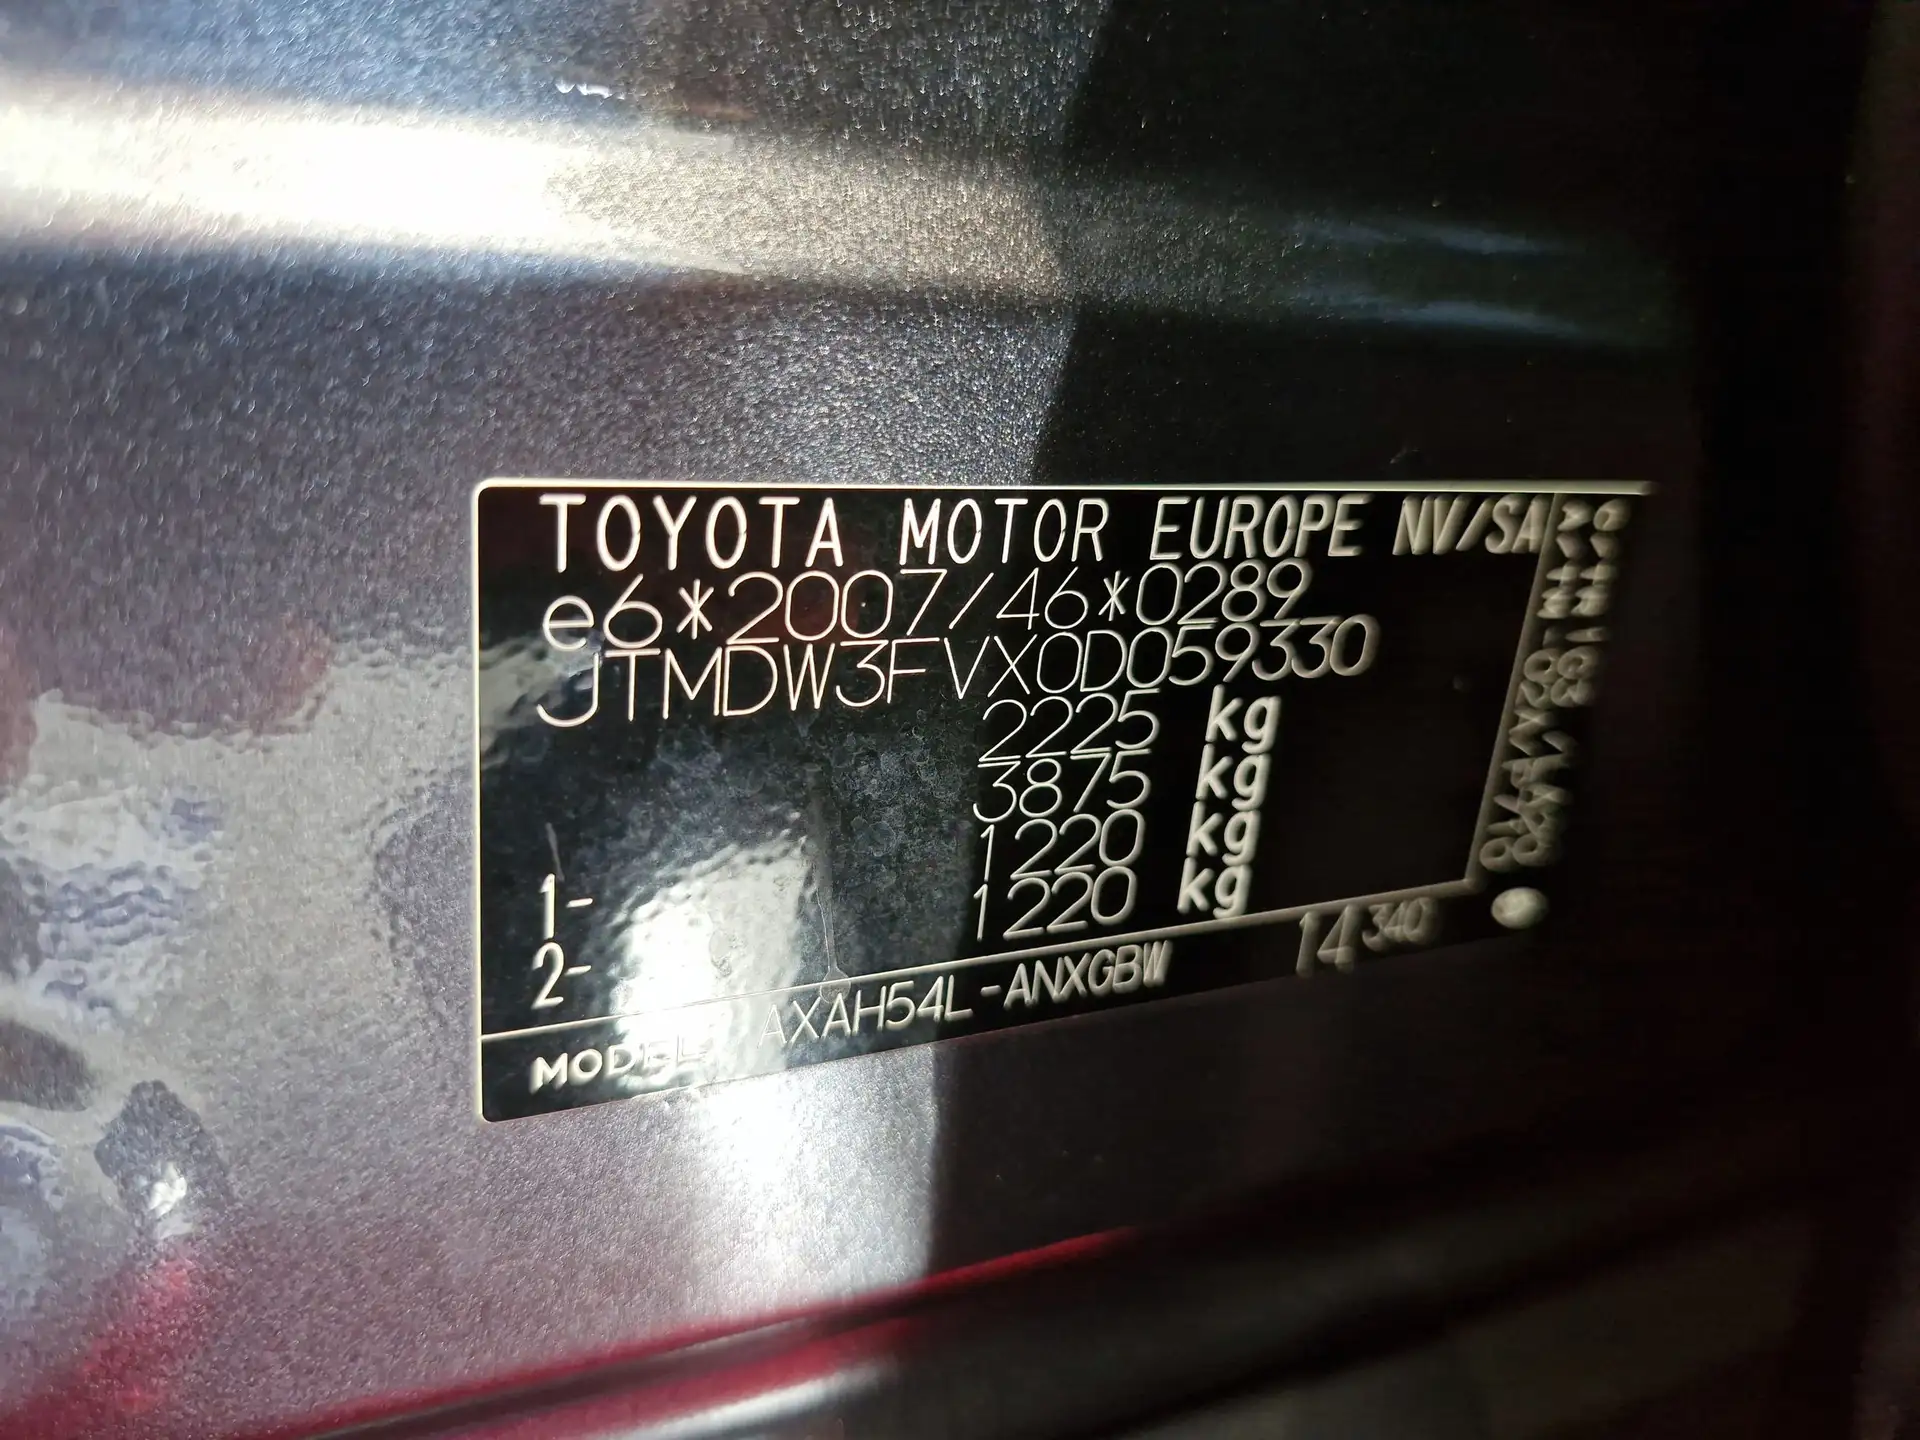 TOYOTA MOTOR EUROPE NV/SA
e6*2007/46*0289
JTMDW3FVX0D059330
2225 kg
3875 kg
1- 1220 kg
2- 1220 kg
MODEL AXAH54L-ANXGBW
14 340